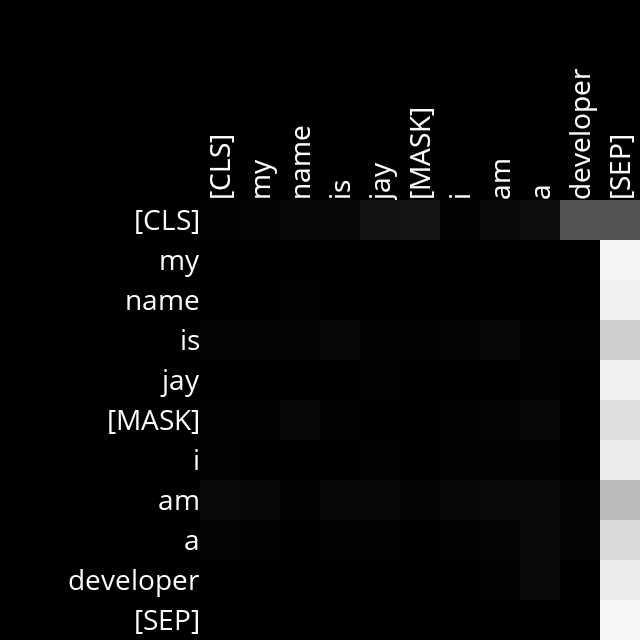 [CLS] my name is jay [MASK] i am a developer [SEP]
[CLS]
my
name
is
jay
[MASK]
i
am
a
developer
[SEP]